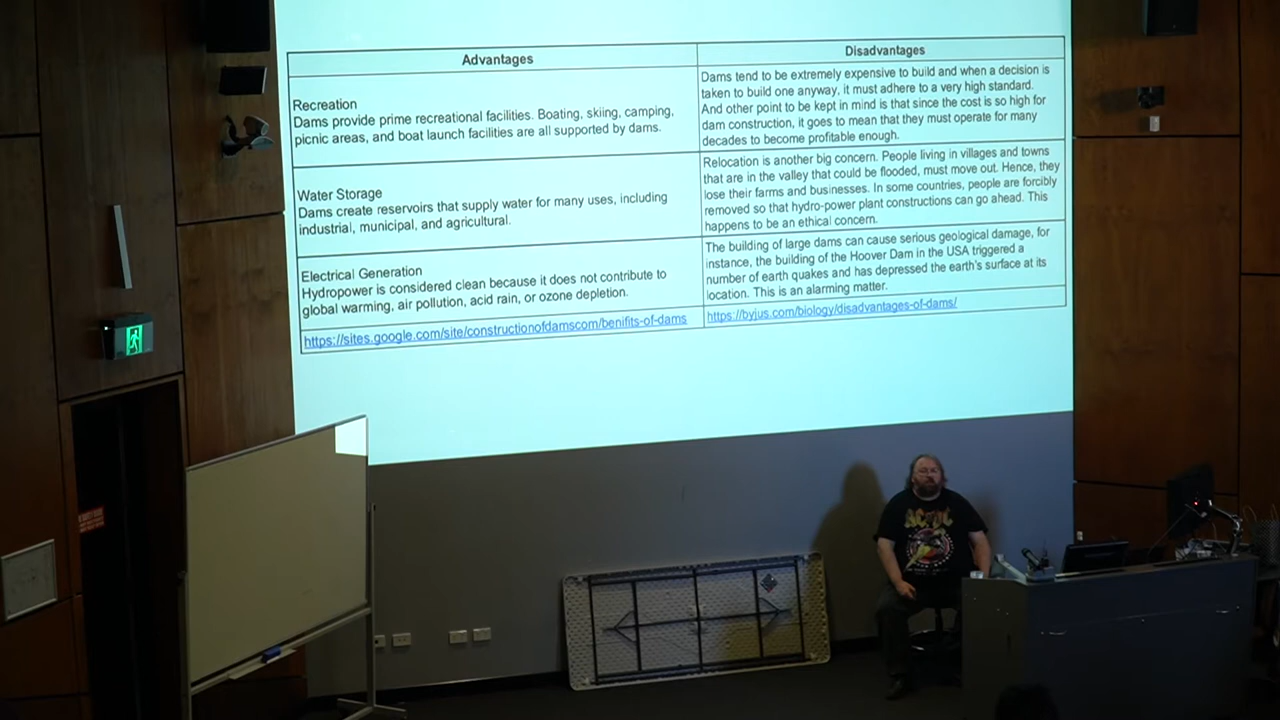 Advantages
Disadvantages
Recreation
Dams provide prime recreational facilities. Boating, skiing, camping,
picnic areas, and boat launch facilities are all supported by dams.
Dams tend to be extremely expensive to build and when a decision is
taken to build one anyway, it must adhere to a very high standard.
And other point to be kept in mind is that since the cost is so high for
dam construction, it goes to mean that they must operate for many
decades to become profitable enough.
Water Storage
Dams create reservoirs that supply water for many uses, including
industrial, municipal, and agricultural.
Relocation is another big concern. People living in villages and towns
that are in the valley that could be flooded, must move out. Hence, they
lose their farms and businesses. In some countries, people are forcibly
removed so that hydro-power plant constructions can go ahead. This
happens to be an ethical concern.
Electrical Generation
Hydropower is considered clean because it does not contribute to
global warming, air pollution, acid rain, or ozone depletion.
The building of large dams can cause serious geological damage, for
instance, the building of the Hoover Dam in the USA triggered a
number of earth quakes and has depressed the earth's surface at its
location. This is an alarming matter.
https://sites.google.com/site/constructionofdamscom/benifits-of-dams
https://byjus.com/biology/disadvantages-of-dams/
AC DC